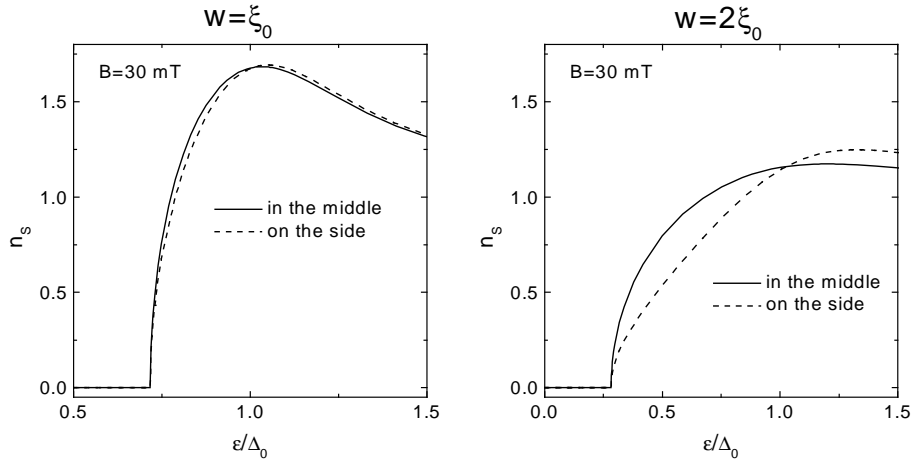 w=ξ₀
B=30 mT
nₛ
1.5
1.0
0.5
0.0
in the middle
on the side
0.5
1.0
1.5
ε/Δ₀
w=2ξ₀
B=30 mT
nₛ
1.5
1.0
0.5
0.0
in the middle
on the side
0.0
0.5
1.0
1.5
ε/Δ₀